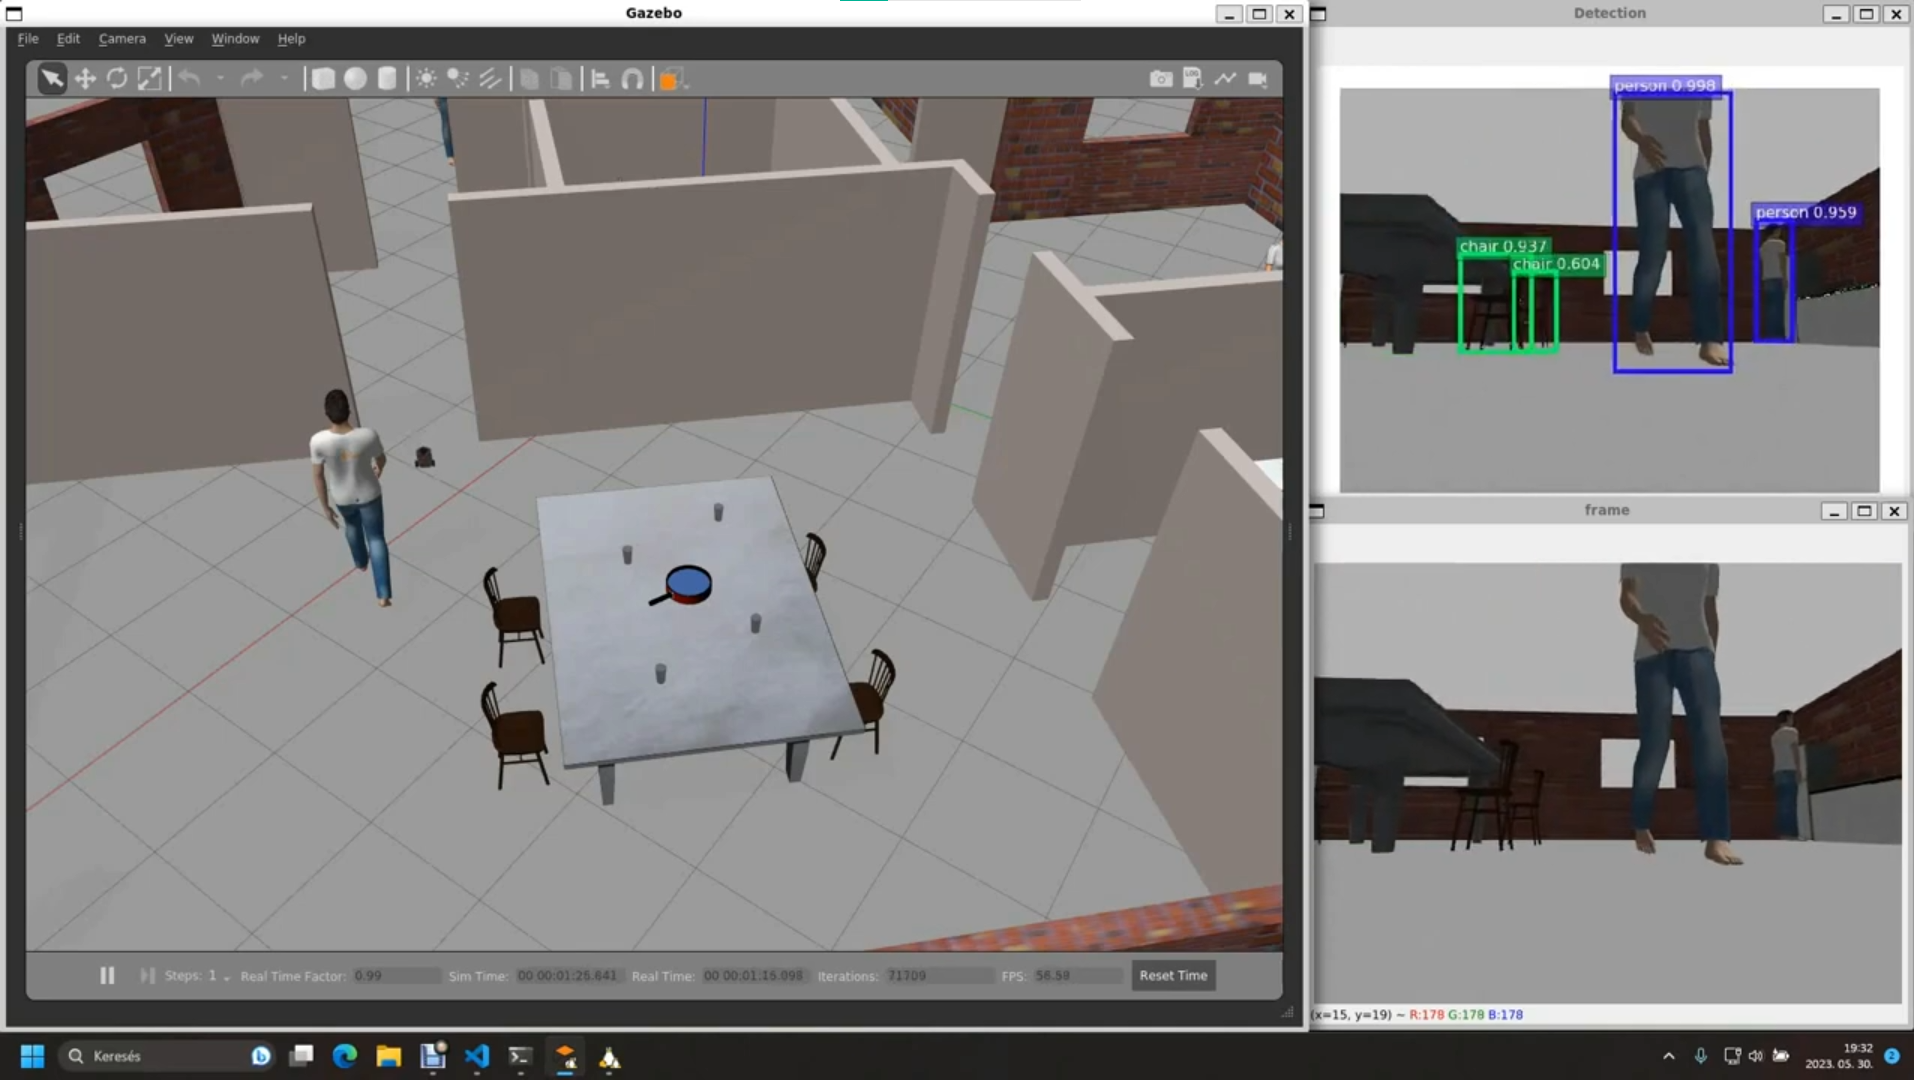 Gazebo
File Edit Camera View Window Help
LOG
Steps: 1 Real Time Factor: 0.99 Sim Time: 00 00:01:26.641 Real Time: 00 00:01:16.098 Iterations: 71709 FPS: 58.59 Reset Time
Detection
person 0.998
person 0.959
chair 0.937
chair 0.604
frame
(x=15, y=19) ~ R:178 G:178 B:178
Keresés
19:32
2023. 05. 30.
2